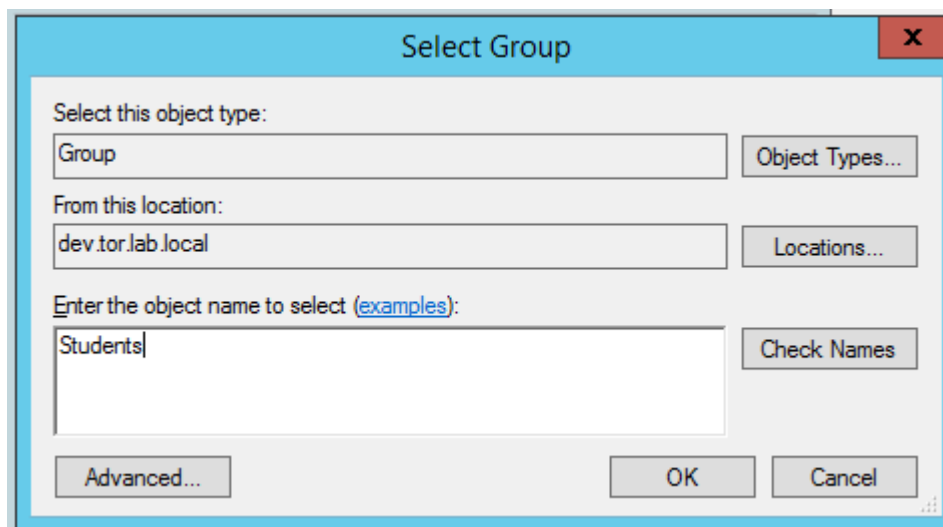 Select Group
x
Select this object type:
Group
Object Types...
From this location:
dev.tor.lab.local
Locations...
Enter the object name to select (examples):
Students
Check Names
Advanced...
OK
Cancel